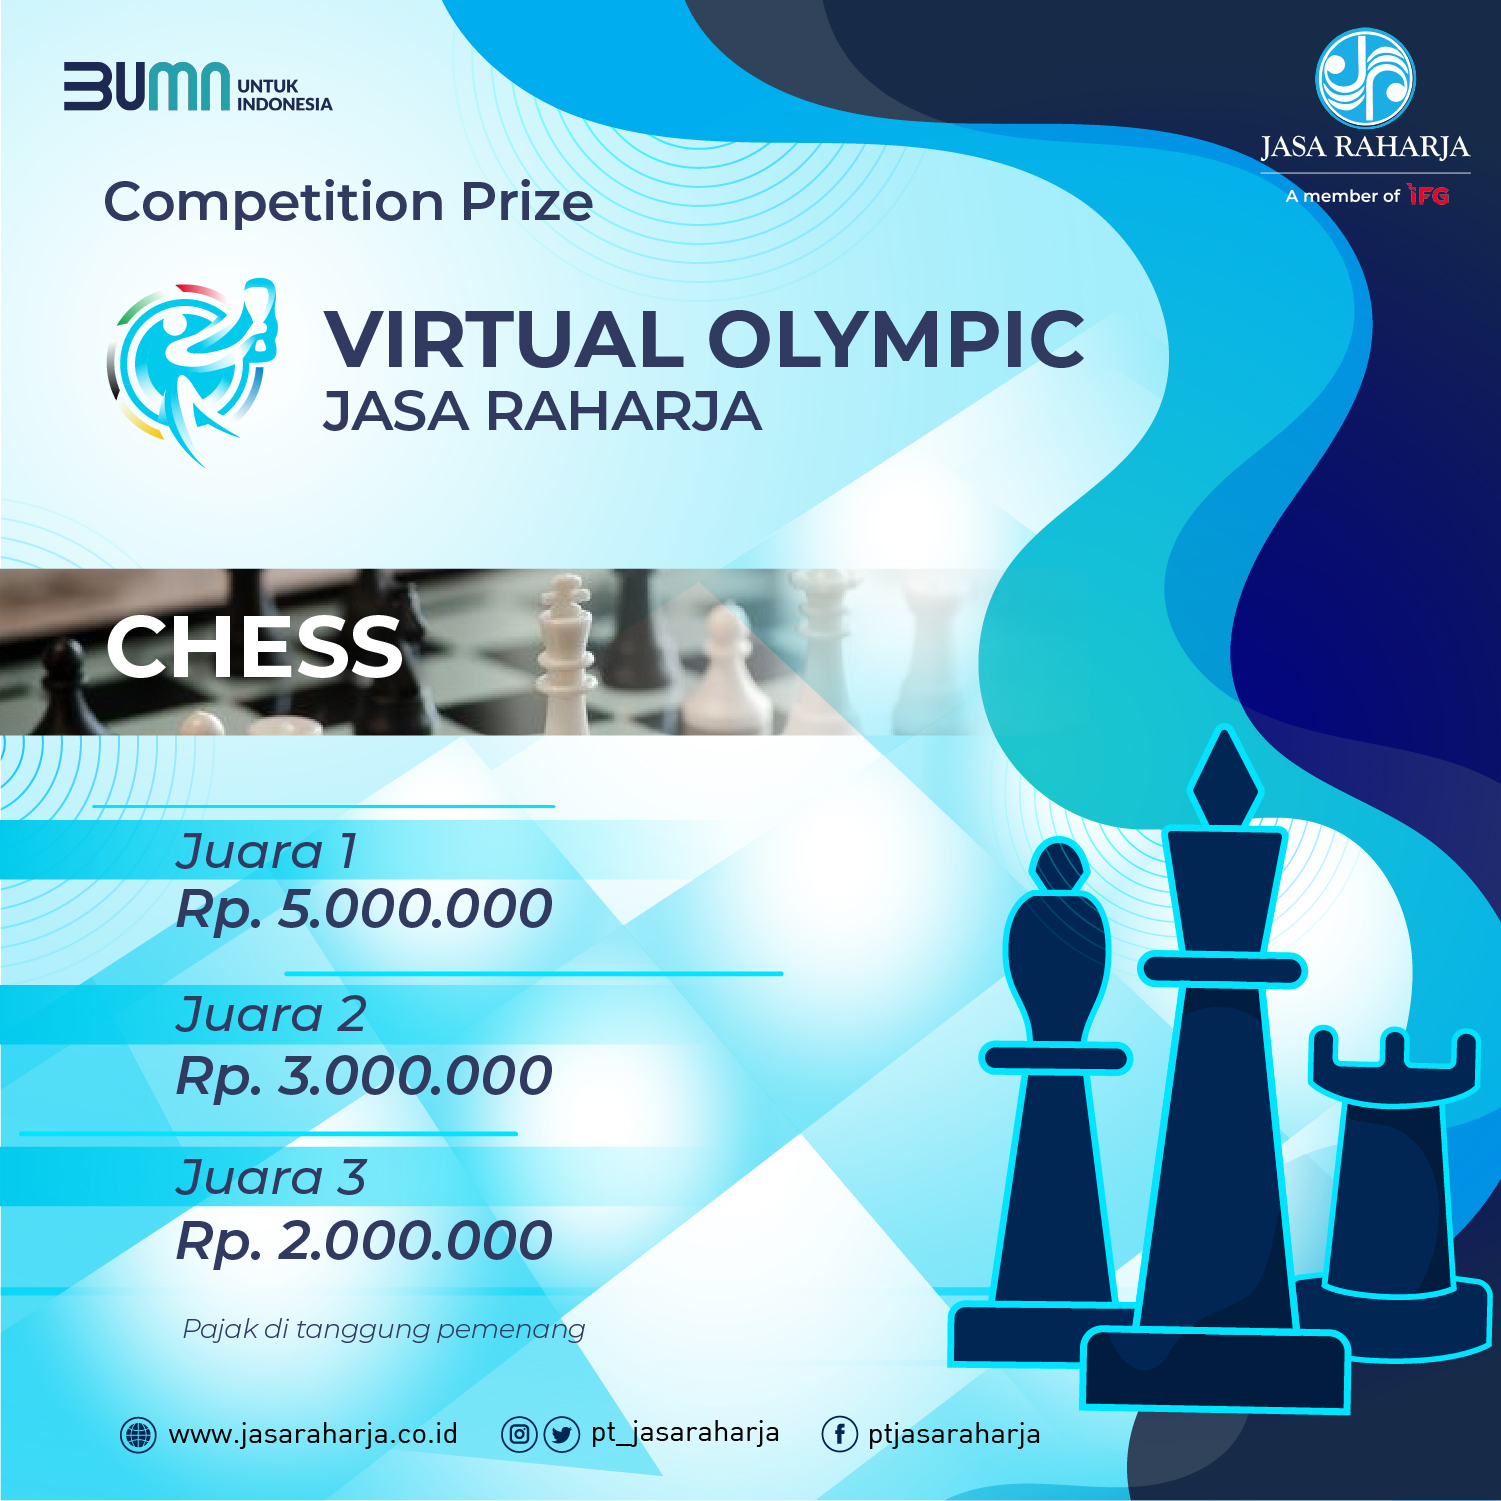 BUMN UNTUK
INDONESIA
JASA RAHARJA
A member of IFG
Competition Prize
VIRTUAL OLYMPIC
JASA RAHARJA
CHESS
Juara 1
Rp. 5.000.000
Juara 2
Rp. 3.000.000
Juara 3
Rp. 2.000.000
Pajak di tanggung pemenang
www.jasaraharja.co.id pt_jasaraharja ptjasaraharja